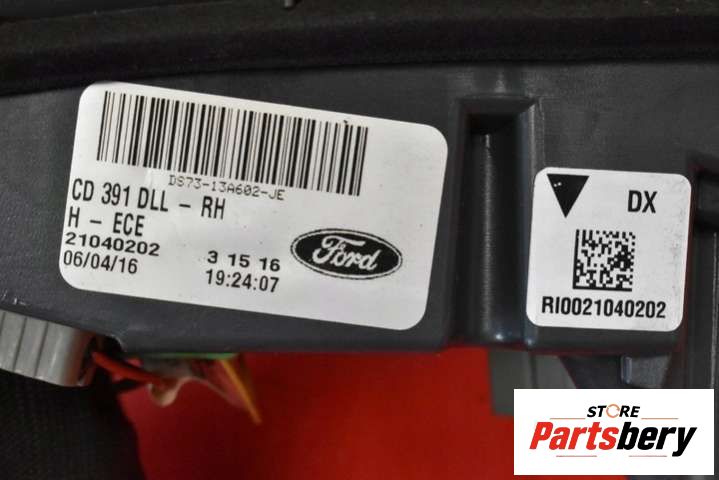 DS73-13A602-JE
CD 391 DLL - RH
H - ECE
21040202
06/04/16
3 15 16
19:24:07
Ford
DX
RI0021040202
STORE
Partsbery